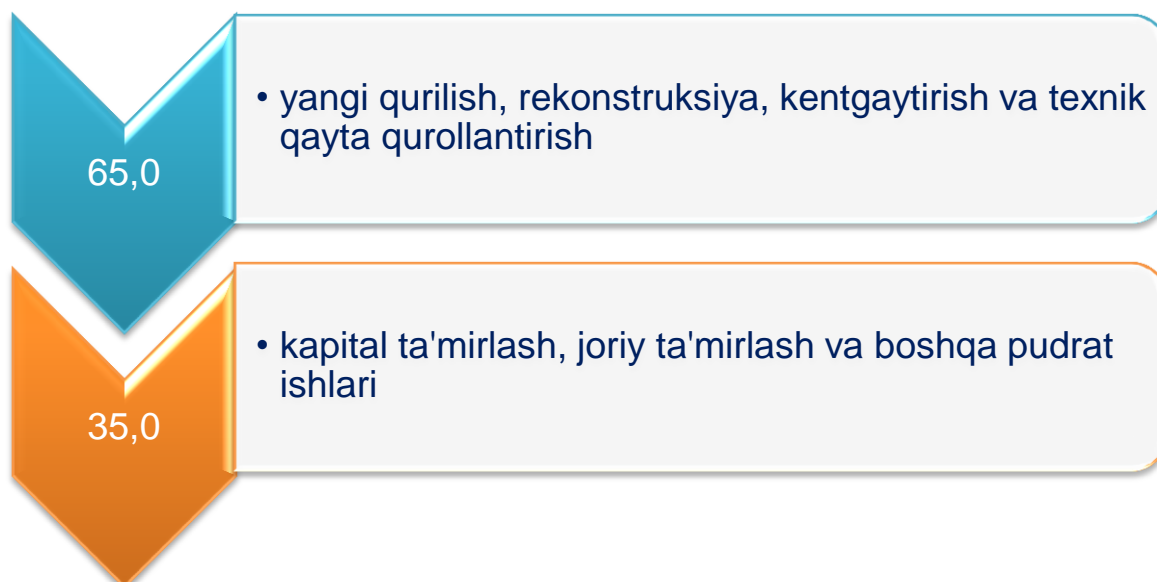 65,0
• yangi qurilish, rekonstruksiya, kentgaytirish va texnik
qayta qurollantirish
35,0
• kapital ta'mirlash, joriy ta'mirlash va boshqa pudrat
ishlari